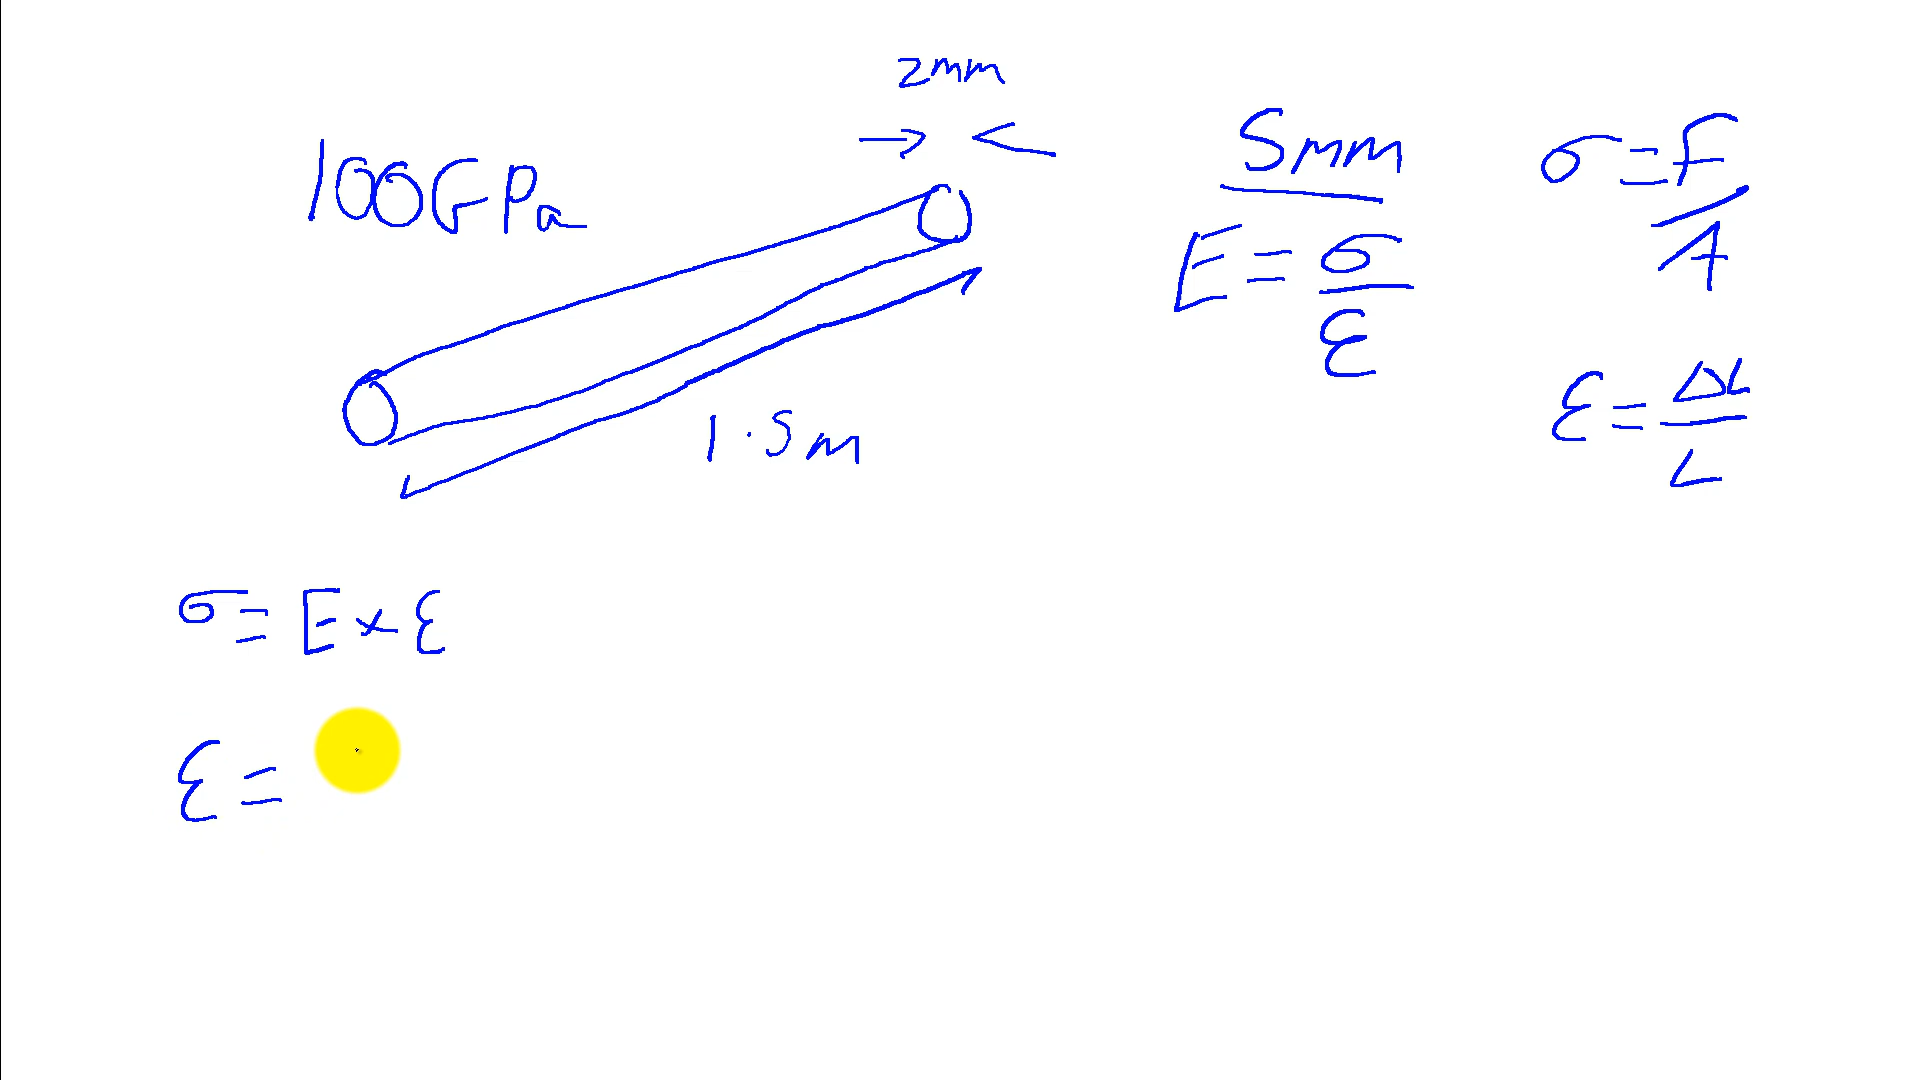 2mm
100GPa
1.5m
5mm
E = σ
ε
σ = F
A
ε = ΔL
L
σ = E × ε
ε =